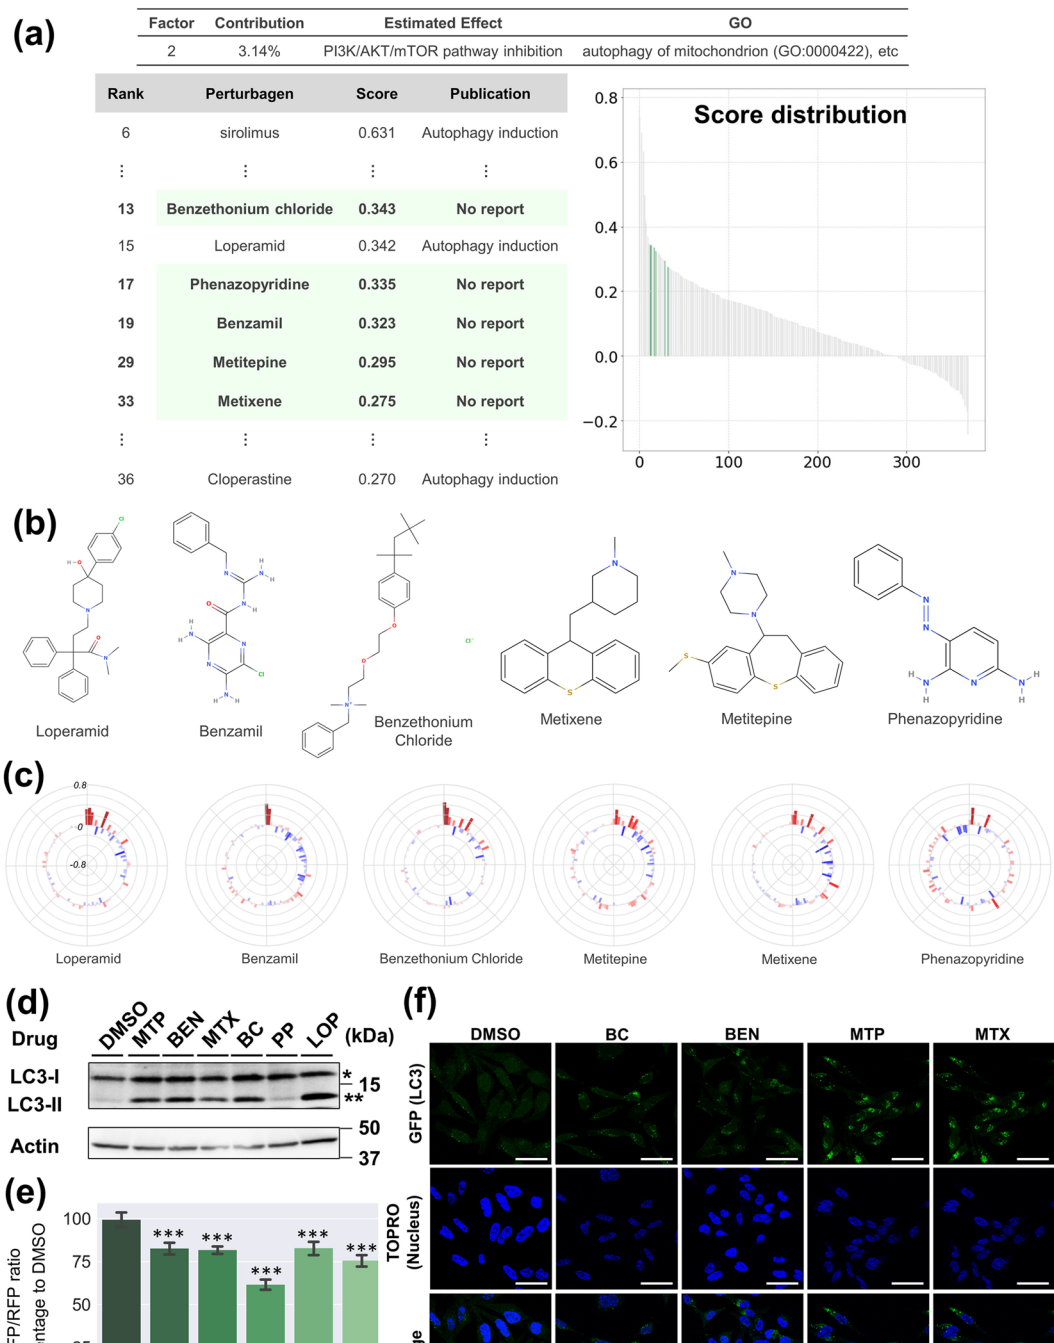 (a)
Factor Contribution Estimated Effect GO
2 3.14% PI3K/AKT/mTOR pathway inhibition autophagy of mitochondrion (GO:0000422), etc
Rank Perturbagen Score Publication
6 sirolimus 0.631 Autophagy induction
⋮ ⋮ ⋮ ⋮
13 Benzethonium chloride 0.343 No report
15 Loperamid 0.342 Autophagy induction
17 Phenazopyridine 0.335 No report
19 Benzamil 0.323 No report
29 Metitepine 0.295 No report
33 Metixene 0.275 No report
⋮ ⋮ ⋮ ⋮
36 Cloperastine 0.270 Autophagy induction
Score distribution
0.8
0.6
0.4
0.2
0.0
−0.2
0 100 200 300
(b)
Loperamid
Benzamil
Benzethonium
Chloride
Metixene
Metitepine
Phenazopyridine
(c)
0.8
-0
-0.8
Loperamid Benzamil Benzethonium Chloride Metitepine Metixene Phenazopyridine
(d)
Drug DMSO MTP BEN MTX BC PP LOP (kDa)
LC3-I *
15
LC3-II **
50
Actin
37
(e)
100
75
50
*** *** *** *** ***
FP/RFP ratio
entage to DMSO
(f)
DMSO BC BEN MTP MTX
GFP (LC3)
TOPRO
(Nucleus)